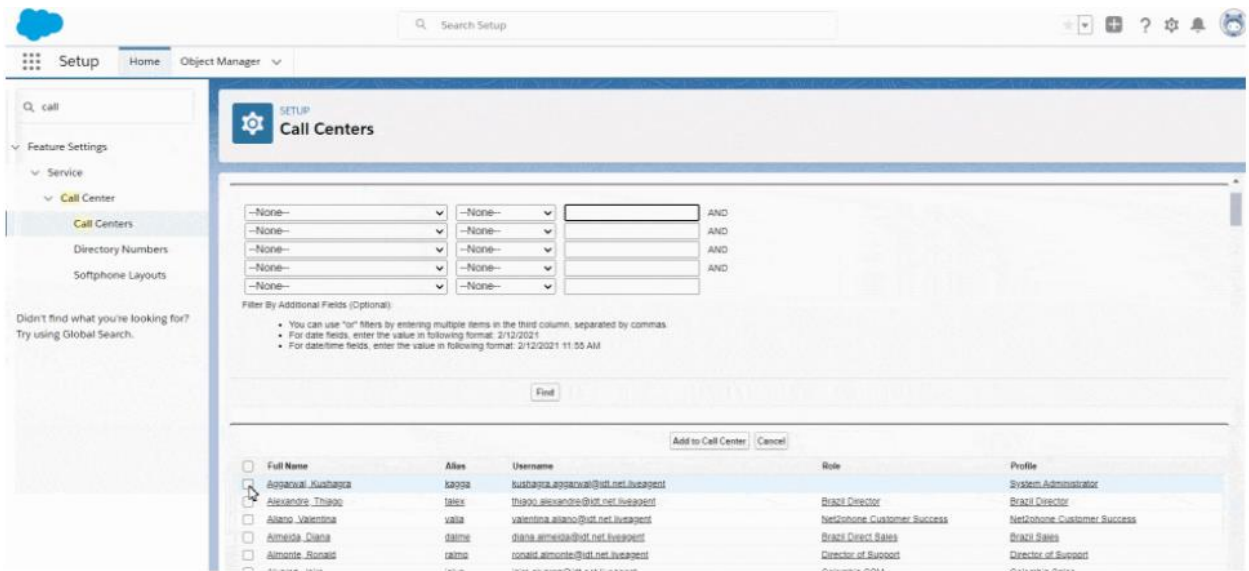 Search Setup
Setup Home Object Manager
call
Feature Settings
Service
Call Center
Call Centers
Directory Numbers
Softphone Layouts
Didn't find what you're looking for?
Try using Global Search.
SETUP
Call Centers
--None-- --None-- AND
--None-- --None-- AND
--None-- --None-- AND
--None-- --None-- AND
--None-- --None--
Filter By Additional Fields (Optional):
You can use "or" filters by entering multiple items in the third column, separated by commas.
For date fields, enter the value in following format: 2/12/2021
For date/time fields, enter the value in following format: 2/12/2021 11:55 AM
Find
Add to Call Center Cancel
Full Name Alias Username Role Profile
Aggarwal, Kushagra kagga kushagra.aggarwal@idt.net.liveagent System Administrator
Alexandre, Thiago talex thiago.alexandre@idt.net.liveagent Brazil Director Brazil Director
Aliano, Valentina valia valentina.aliano@idt.net.liveagent Net2phone Customer Success Net2phone Customer Success
Almeida, Diana dalme diana.almeida@idt.net.liveagent Brazil Direct Sales Brazil Sales
Almonte, Ronald ralmo ronald.almonte@idt.net.liveagent Director of Support Director of Support